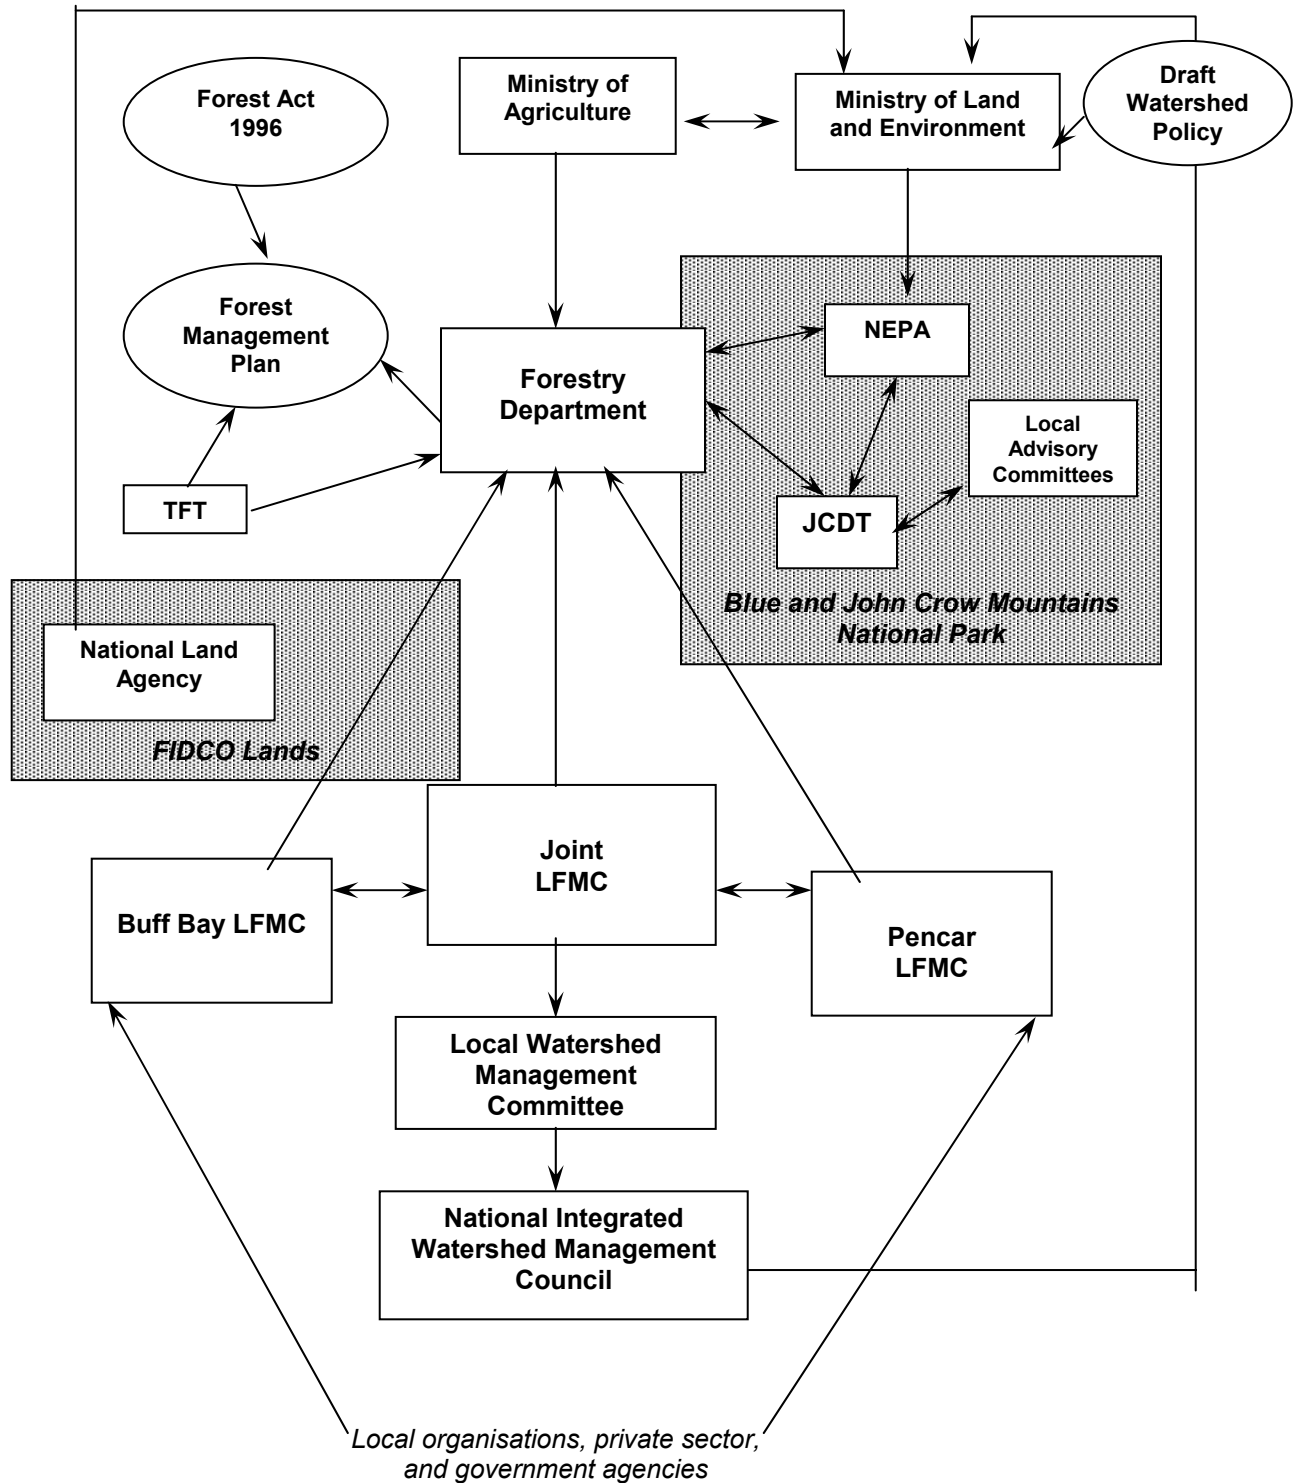 Forest Act
1996
Ministry of
Agriculture
Ministry of Land
and Environment
Draft
Watershed
Policy
Forest
Management
Plan
Forestry
Department
NEPA
Local
Advisory
Committees
TFT
JCDT
Blue and John Crow Mountains
National Park
National Land
Agency
FIDCO Lands
Joint
LFMC
Buff Bay LFMC
Pencar
LFMC
Local Watershed
Management
Committee
National Integrated
Watershed Management
Council
Local organisations, private sector,
and government agencies